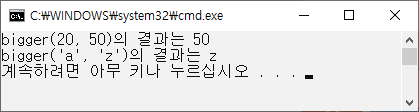 C:\WINDOWS\system32\cmd.exe
bigger(20, 50)의 결과는 50
bigger('a', 'z')의 결과는 z
계속하려면 아무 키나 누르십시오 . . .